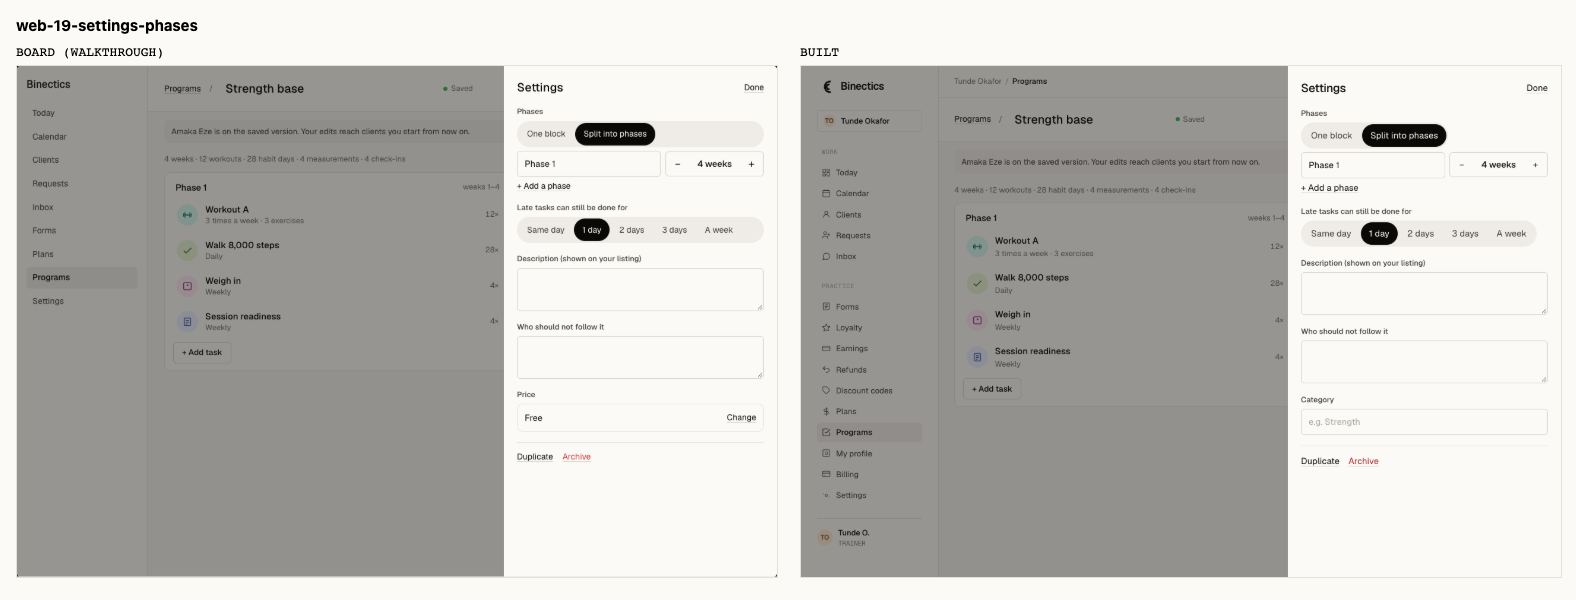 web-19-settings-phases
BOARD (WALKTHROUGH)
Binectics
Today
Calendar
Clients
Requests
Inbox
Forms
Plans
Programs
Settings
Programs / Strength base
Saved
Amaka Eze is on the saved version. Your edits reach clients you start from now on.
4 weeks · 12 workouts · 28 habit days · 4 measurements · 4 check-ins
Phase 1
weeks 1–4
Workout A
3 times a week · 3 exercises
12×
Walk 8,000 steps
Daily
28×
Weigh in
Weekly
4×
Session readiness
Weekly
4×
+ Add task
Settings
Done
Phases
One block
Split into phases
Phase 1
− 4 weeks +
+ Add a phase
Late tasks can still be done for
Same day
1 day
2 days
3 days
A week
Description (shown on your listing)
Who should not follow it
Price
Free
Change
Duplicate
Archive
BUILT
Binectics
TO Tunde Okafor
WORK
Today
Calendar
Clients
Requests
Inbox
PRACTICE
Forms
Loyalty
Earnings
Refunds
Discount codes
Plans
Programs
My profile
Billing
Settings
TO Tunde O.
TRAINER
Tunde Okafor / Programs
Programs / Strength base
Saved
Amaka Eze is on the saved version. Your edits reach clients you start from now on.
4 weeks · 12 workouts · 28 habit days · 4 measurements · 4 check-ins
Phase 1
weeks 1–4
Workout A
3 times a week · 3 exercises
12×
Walk 8,000 steps
Daily
28×
Weigh in
Weekly
4×
Session readiness
Weekly
4×
+ Add task
Settings
Done
Phases
One block
Split into phases
Phase 1
− 4 weeks +
+ Add a phase
Late tasks can still be done for
Same day
1 day
2 days
3 days
A week
Description (shown on your listing)
Who should not follow it
Category
e.g. Strength
Duplicate
Archive